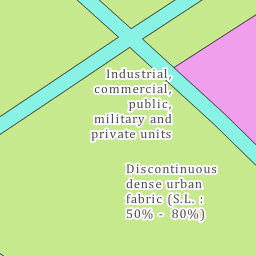 Industrial,
commercial,
public,
military and
private units
Discontinuous
dense urban
fabric (S.L. :
50% - 80%)